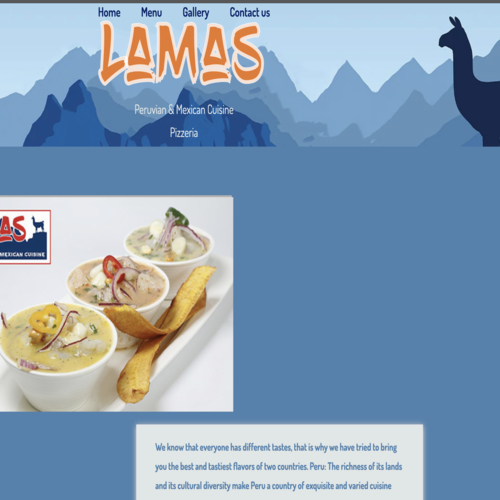 Home Menu Gallery Contact us
LAMAS
Peruvian & Mexican Cuisine
Pizzeria
MEXICAN CUISINE
We know that everyone has different tastes, that is why we have tried to bring
you the best and tastiest flavors of two countries. Peru: The richness of its lands
and its cultural diversity make Peru a country of exquisite and varied cuisine